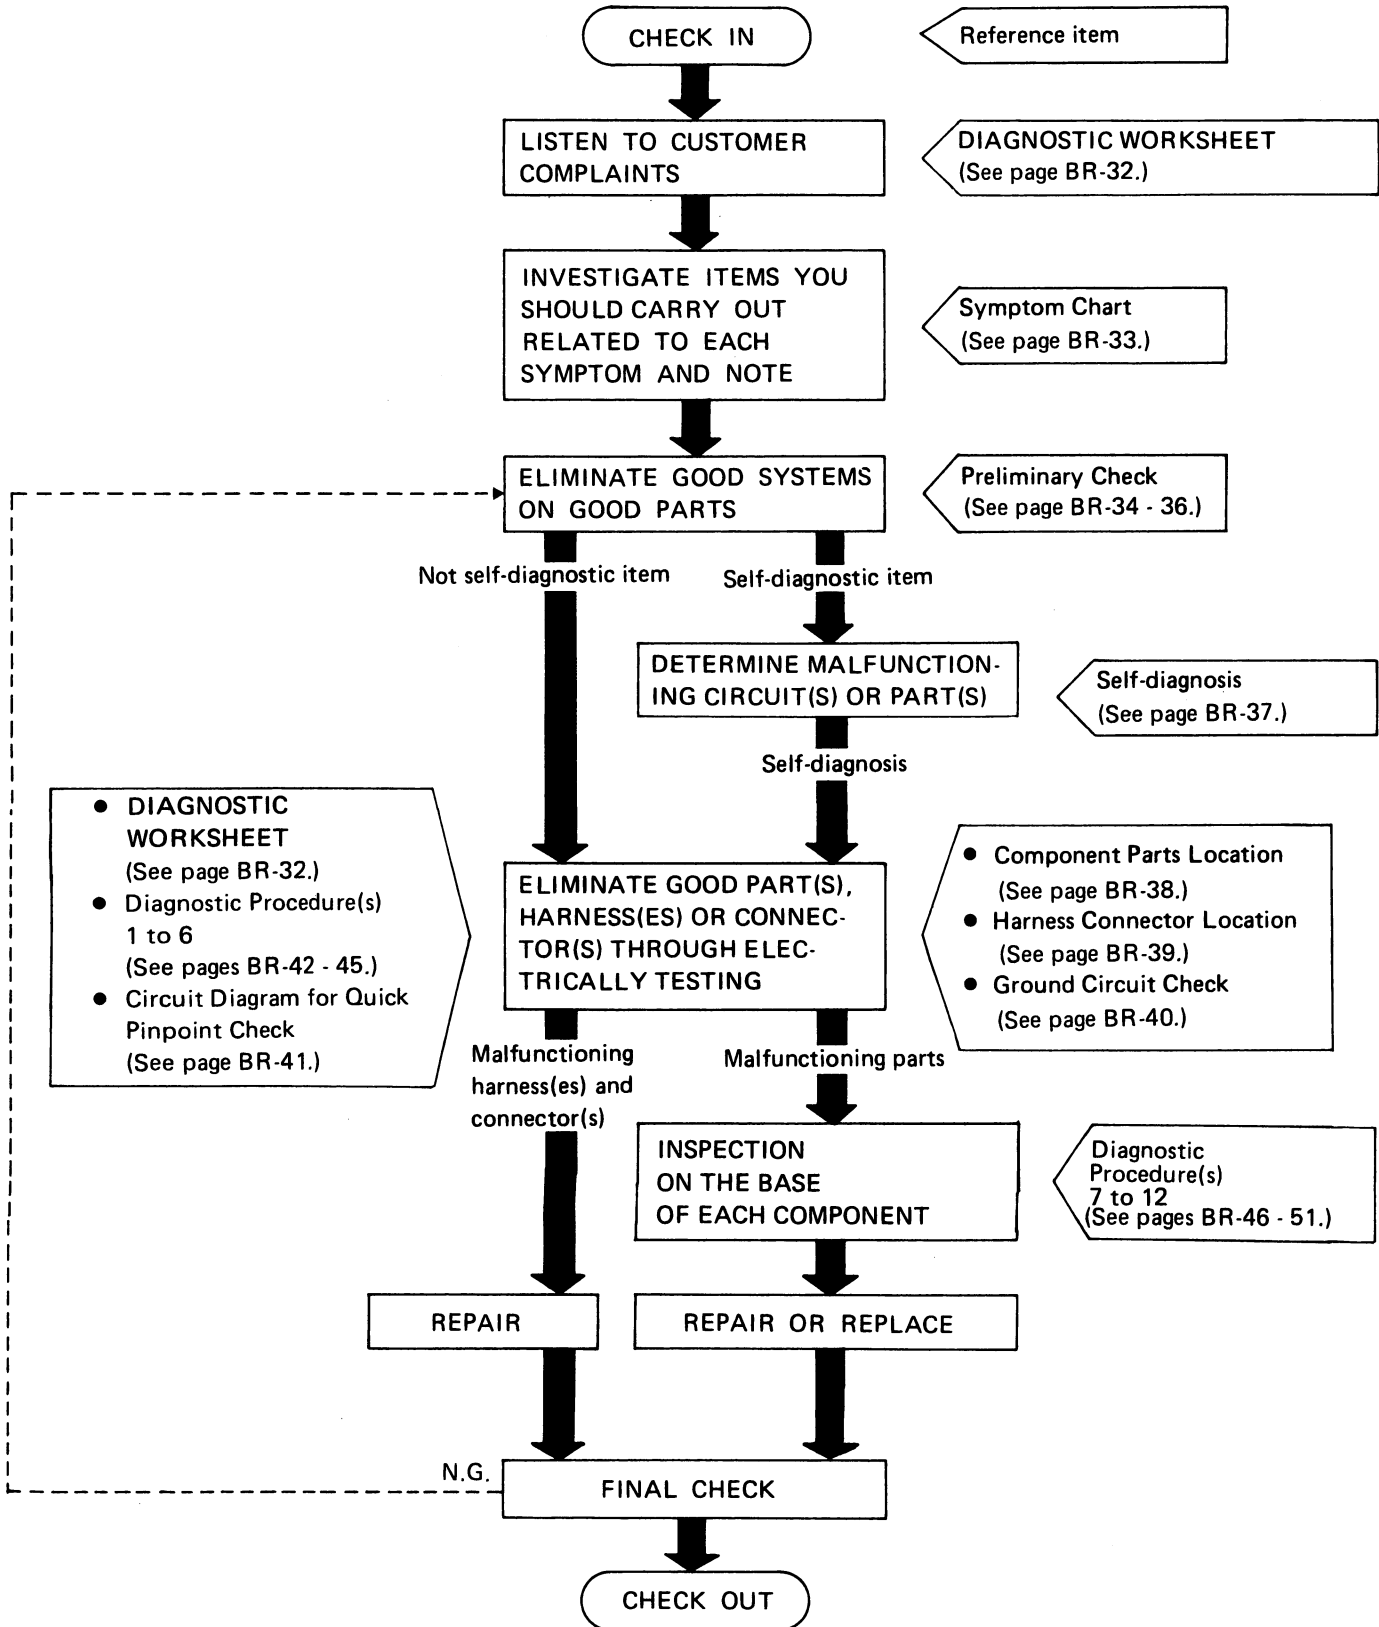 CHECK IN
Reference item
LISTEN TO CUSTOMER
COMPLAINTS
DIAGNOSTIC WORKSHEET
(See page BR-32.)
INVESTIGATE ITEMS YOU
SHOULD CARRY OUT
RELATED TO EACH
SYMPTOM AND NOTE
Symptom Chart
(See page BR-33.)
ELIMINATE GOOD SYSTEMS
ON GOOD PARTS
Preliminary Check
(See page BR-34 - 36.)
Not self-diagnostic item
Self-diagnostic item
DETERMINE MALFUNCTION-
ING CIRCUIT(S) OR PART(S)
Self-diagnosis
(See page BR-37.)
Self-diagnosis
● DIAGNOSTIC
WORKSHEET
(See page BR-32.)
● Diagnostic Procedure(s)
1 to 6
(See pages BR-42 - 45.)
● Circuit Diagram for Quick
Pinpoint Check
(See page BR-41.)
ELIMINATE GOOD PART(S),
HARNESS(ES) OR CONNEC-
TOR(S) THROUGH ELEC-
TRICALLY TESTING
● Component Parts Location
(See page BR-38.)
● Harness Connector Location
(See page BR-39.)
● Ground Circuit Check
(See page BR-40.)
Malfunctioning
harness(es) and
connector(s)
Malfunctioning parts
INSPECTION
ON THE BASE
OF EACH COMPONENT
Diagnostic
Procedure(s)
7 to 12
(See pages BR-46 - 51.)
REPAIR
REPAIR OR REPLACE
N.G.
FINAL CHECK
CHECK OUT